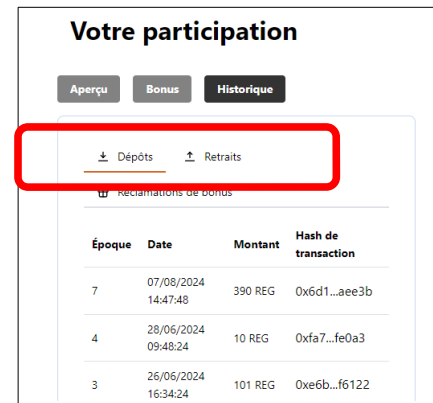 Votre participation
Aperçu Bonus Historique
Dépôts Retraits
Réclamations de bonus
Époque Date Montant Hash de transaction
7 07/08/2024 14:47:48 390 REG 0x6d1...aee3b
4 28/06/2024 09:48:24 10 REG 0xfa7...fe0a3
3 26/06/2024 16:34:24 101 REG 0xe6b...f6122